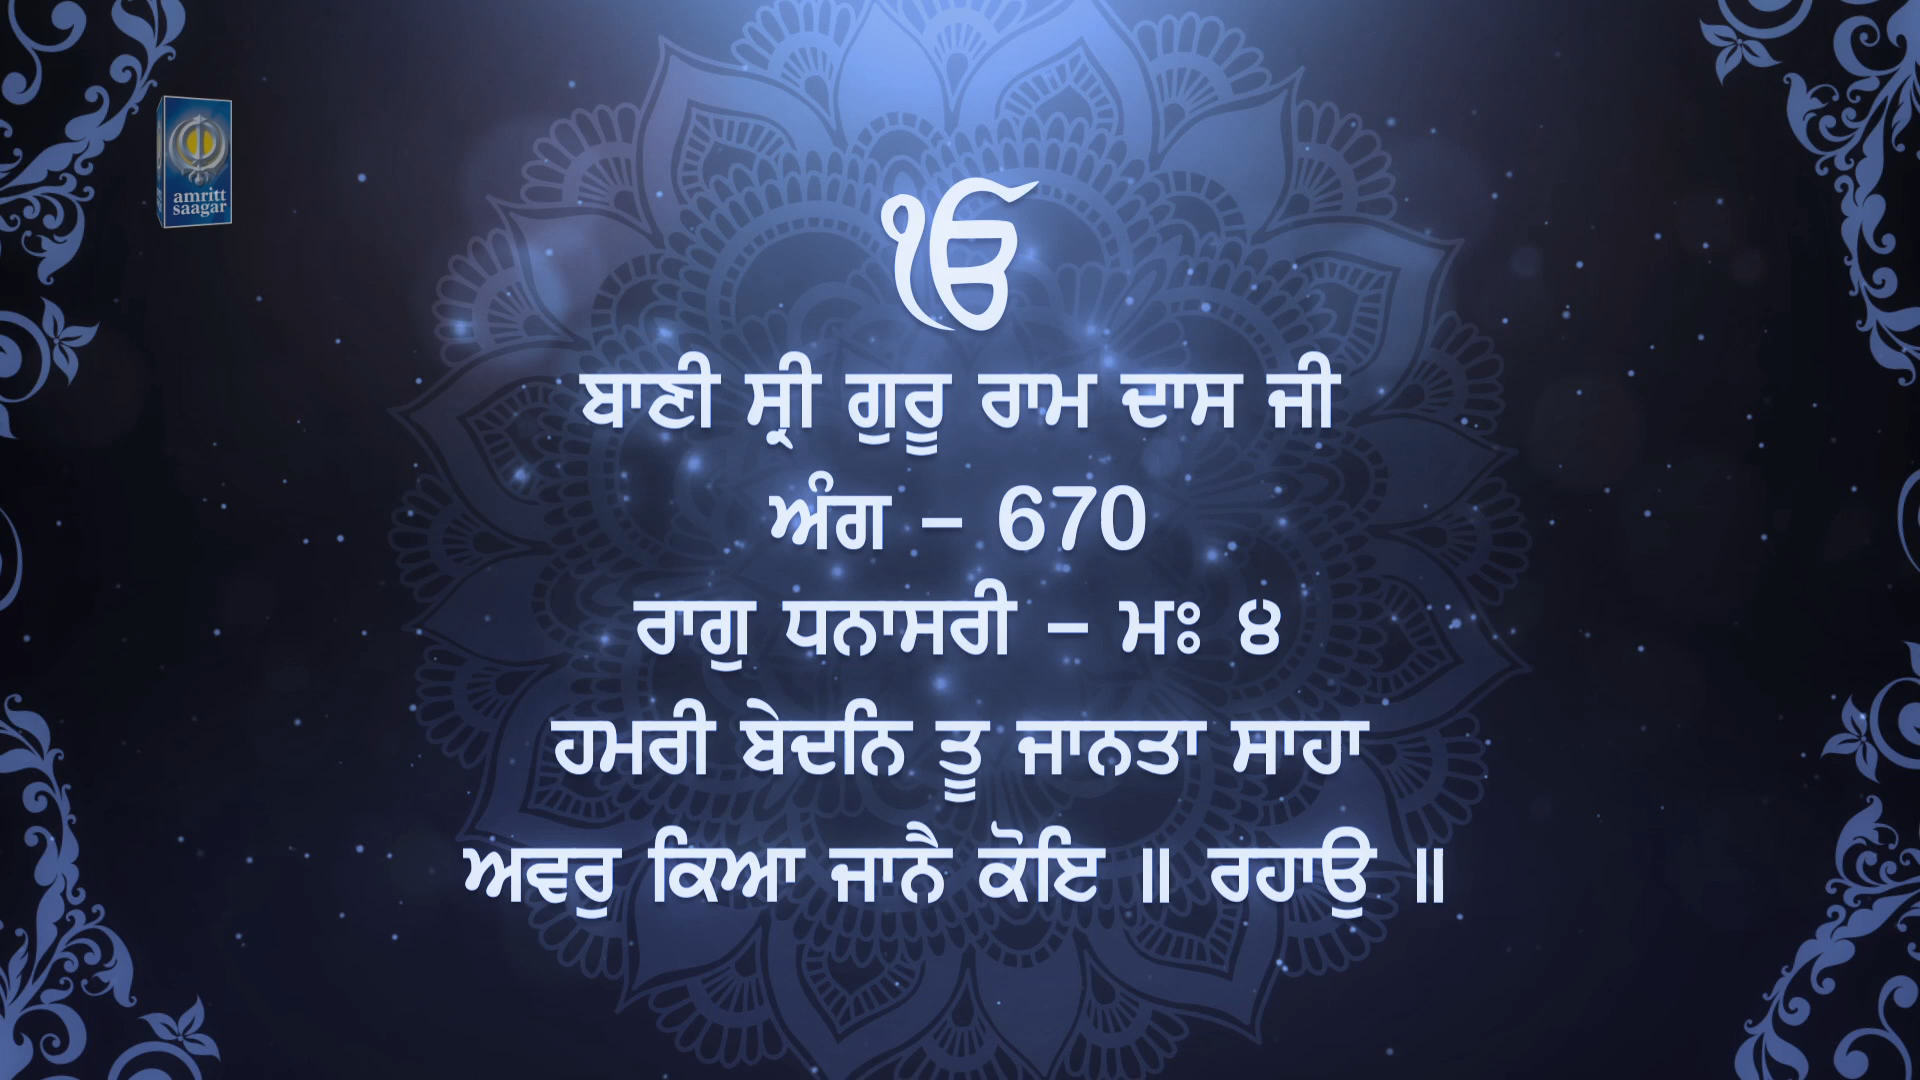 amritt
saagar
ੴ
ਬਾਣੀ ਸ੍ਰੀ ਗੁਰੂ ਰਾਮ ਦਾਸ ਜੀ
ਅੰਗ – 670
ਰਾਗੁ ਧਨਾਸਰੀ – ਮਃ ੪
ਹਮਰੀ ਬੇਦਨਿ ਤੂ ਜਾਨਤਾ ਸਾਹਾ
ਅਵਰੁ ਕਿਆ ਜਾਨੈ ਕੋਇ ॥ ਰਹਾਉ ॥